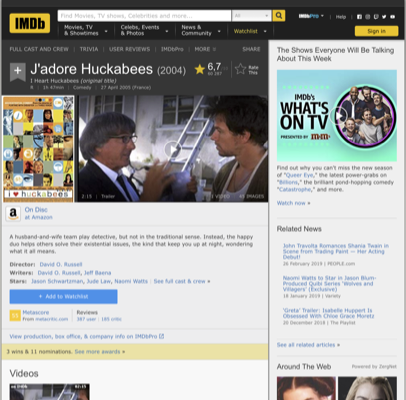 IMDb
Find Movies, TV shows, Celebrities and more...
All
IMDbPro
Help
Movies, TV
& Showtimes
Celebs, Events
& Photos
News &
Community
Watchlist
Sign in
FULL CAST AND CREW | TRIVIA | USER REVIEWS | IMDbPro | MORE
SHARE
J'adore Huckabees (2004)
I Heart Huckabees (original title)
R | 1h 47min | Comedy | 27 April 2005 (France)
6,7
Rate
This
i ♥ huckabees
2:15 | Trailer
VIDEO
IMAGES
On Disc
at Amazon
A husband-and-wife team play detective, but not in the traditional sense. Instead, the happy
duo helps others solve their existential issues, the kind that keep you up at night, wondering
what it all means.
Director: David O. Russell
Writers: David O. Russell, Jeff Baena
Stars: Jason Schwartzman, Jude Law, Naomi Watts | See full cast & crew »
+ Add to Watchlist
Metascore
From metacritic.com
Reviews
387 user | 185 critic
View production, box office, & company info on IMDbPro
3 wins & 11 nominations. See more awards »
Videos
The Shows Everyone Will Be Talking
About This Week
IMDb's
WHAT'S
ON TV
PRESENTED BY M&M'S
Find out why you can't miss the new season
of "Queer Eye," the latest power-grabs on
"Billions," the brilliant pond-hopping comedy
"Catastrophe," and more.
Watch now »
Related News
John Travolta Romances Shania Twain in
Scene from Trading Paint — Her Acting
Debut!
26 February 2019 | PEOPLE.com
Naomi Watts to Star in Jason Blum-
Produced Quibi Series 'Wolves and
Villagers' (Exclusive)
18 January 2019 | Variety
'Greta' Trailer: Isabelle Huppert Is
Obsessed With Chloe Grace Moretz
20 December 2018 | The Playlist
See all related articles »
Around The Web
Powered by ZergNet